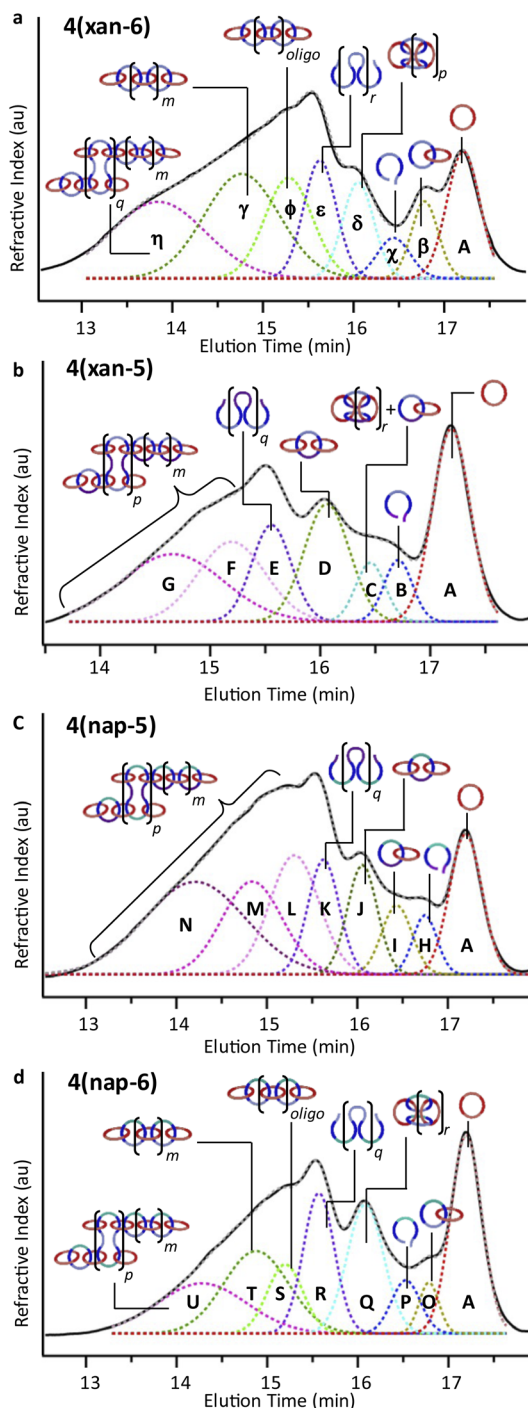 a 4(xan-6)
oligo
m
r
p
m
q
Refractive Index (au)
η γ ϕ ε δ χ β A
13 14 15 16 17
Elution Time (min)
b 4(xan-5)
q
r
+
m
p
Refractive Index (au)
G F E D C B A
14 15 16 17
Elution Time (min)
c 4(nap-5)
m
p
q
Refractive Index (au)
N M L K J I H A
13 14 15 16 17
Elution Time (min)
d 4(nap-6)
oligo
m
q
r
m
p
Refractive Index (au)
U T S R Q P O A
13 14 15 16 17
Elution Time (min)